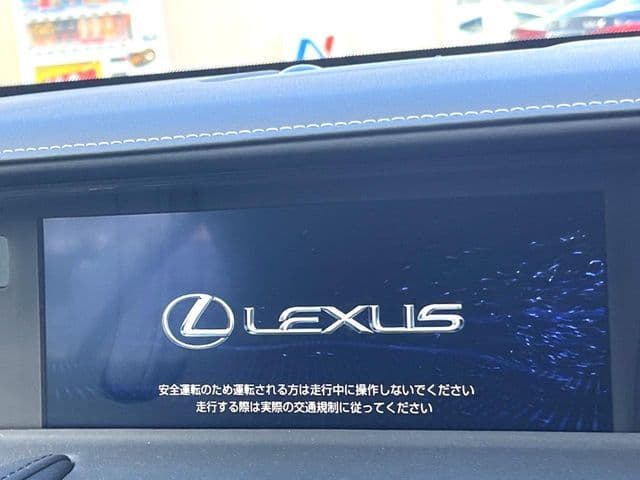 LEXUS
安全運転のため運転される方は走行中に操作しないでください
走行する際は実際の交通規制に従ってください